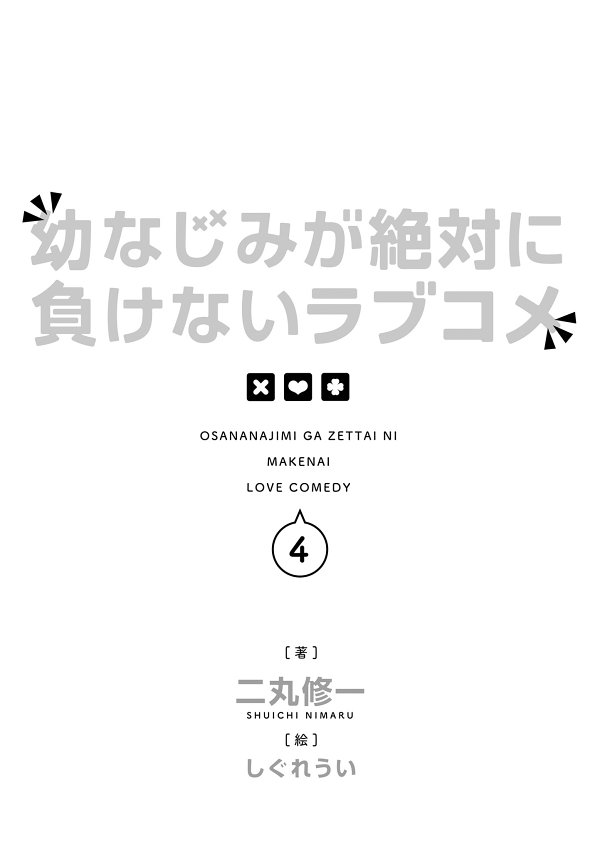 幼なじみが絶対に
負けないラブコメ
OSANANAJIMI GA ZETTAI NI
MAKENAI
LOVE COMEDY
4
[著]
二丸修一
SHUICHI NIMARU
[絵]
しぐれうい